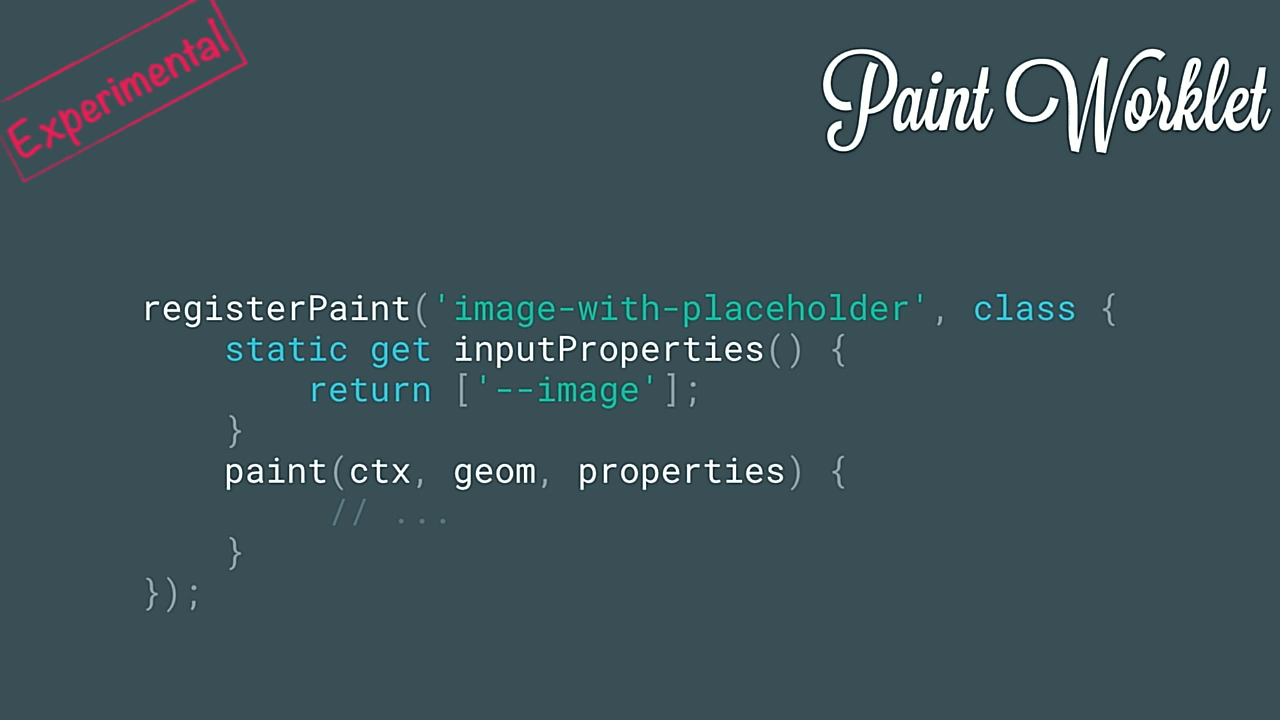 Experimental
Paint Worklet
registerPaint('image-with-placeholder', class {
    static get inputProperties() {
        return ['--image'];
    }
    paint(ctx, geom, properties) {
         // ...
    }
});